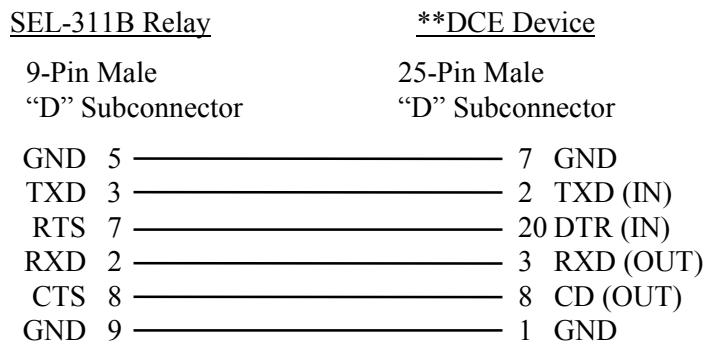 SEL-311B Relay **DCE Device
9-Pin Male 25-Pin Male
“D” Subconnector “D” Subconnector
GND 5 7 GND
TXD 3 2 TXD (IN)
RTS 7 20 DTR (IN)
RXD 2 3 RXD (OUT)
CTS 8 8 CD (OUT)
GND 9 1 GND